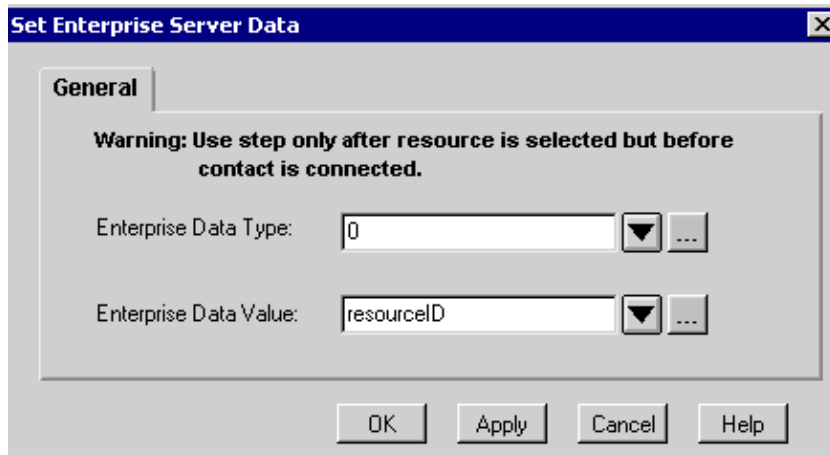 Set Enterprise Server Data
General
Warning: Use step only after resource is selected but before
contact is connected.
Enterprise Data Type: 0 ...
Enterprise Data Value: resourceID ...
OK Apply Cancel Help